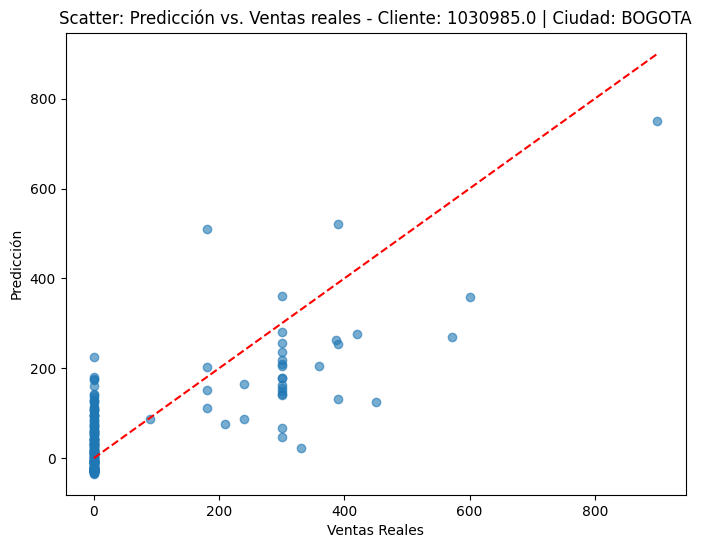 Scatter: Predicción vs. Ventas reales - Cliente: 1030985.0 | Ciudad: BOGOTA
Predicción
800
600
400
200
0
0 200 400 600 800
Ventas Reales